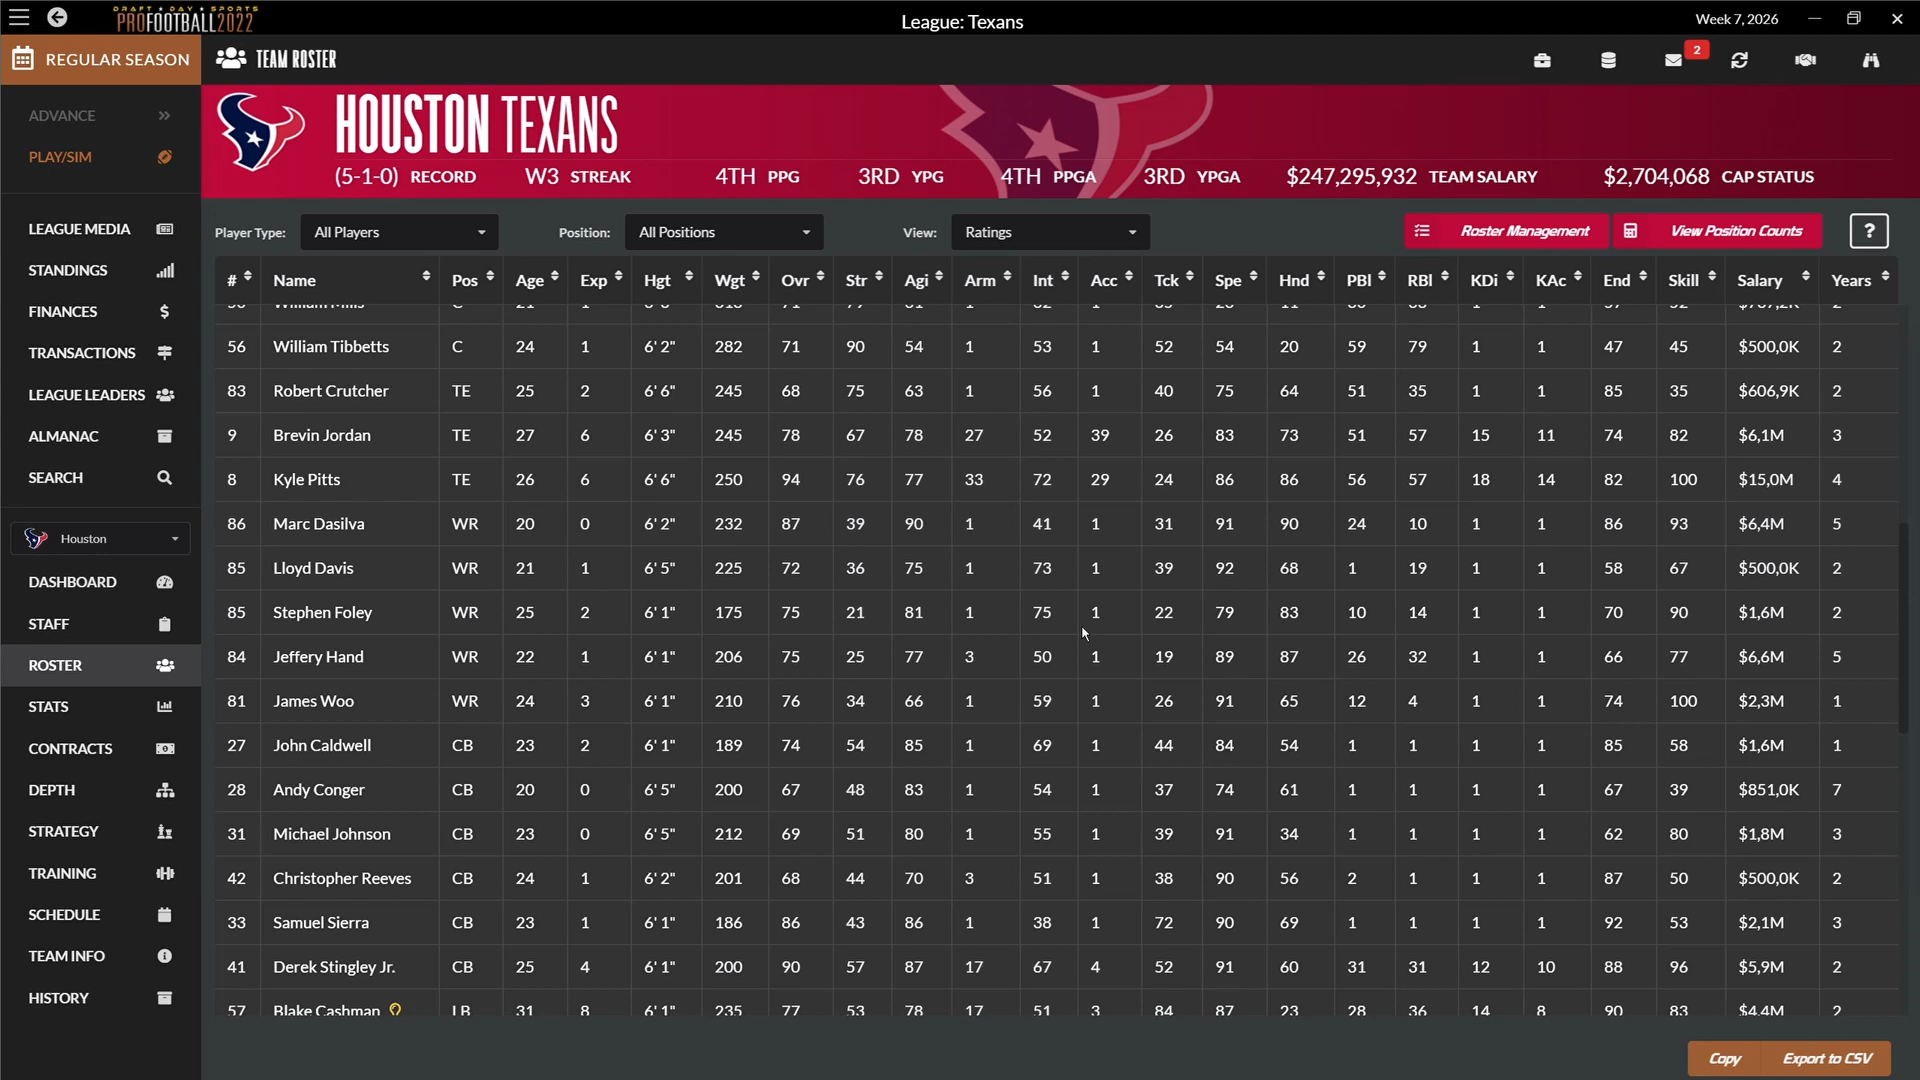 DRAFT DAY SPORTS
PROFOOTBALL2022
League: Texans
Week 7, 2026
REGULAR SEASON
TEAM ROSTER
2
ADVANCE
PLAY/SIM
HOUSTON TEXANS
(5-1-0) RECORD W3 STREAK 4TH PPG 3RD YPG 4TH PPGA 3RD YPGA $247,295,932 TEAM SALARY $2,704,068 CAP STATUS
LEAGUE MEDIA
STANDINGS
FINANCES
TRANSACTIONS
LEAGUE LEADERS
ALMANAC
SEARCH
Houston
DASHBOARD
STAFF
ROSTER
STATS
CONTRACTS
DEPTH
STRATEGY
TRAINING
SCHEDULE
TEAM INFO
HISTORY
Player Type: All Players Position: All Positions View: Ratings Roster Management View Position Counts ?
# Name Pos Age Exp Hgt Wgt Ovr Str Agi Arm Int Acc Tck Spe Hnd PBl RBl KDi KAc End Skill Salary Years
56 William Tibbetts C 24 1 6' 2" 282 71 90 54 1 53 1 52 54 20 59 79 1 1 47 45 $500,0K 2
83 Robert Crutcher TE 25 2 6' 6" 245 68 75 63 1 56 1 40 75 64 51 35 1 1 85 35 $606,9K 2
9 Brevin Jordan TE 27 6 6' 3" 245 78 67 78 27 52 39 26 83 73 51 57 15 11 74 82 $6,1M 3
8 Kyle Pitts TE 26 6 6' 6" 250 94 76 77 33 72 29 24 86 86 56 57 18 14 82 100 $15,0M 4
86 Marc Dasilva WR 20 0 6' 2" 232 87 39 90 1 41 1 31 91 90 24 10 1 1 86 93 $6,4M 5
85 Lloyd Davis WR 21 1 6' 5" 225 72 36 75 1 73 1 39 92 68 1 19 1 1 58 67 $500,0K 2
85 Stephen Foley WR 25 2 6' 1" 175 75 21 81 1 75 1 22 79 83 10 14 1 1 70 90 $1,6M 2
84 Jeffery Hand WR 22 1 6' 1" 206 75 25 77 3 50 1 19 89 87 26 32 1 1 66 77 $6,6M 5
81 James Woo WR 24 3 6' 1" 210 76 34 66 1 59 1 26 91 65 12 4 1 1 74 100 $2,3M 1
27 John Caldwell CB 23 2 6' 1" 189 74 54 85 1 69 1 44 84 54 1 1 1 1 85 58 $1,6M 1
28 Andy Conger CB 20 0 6' 5" 200 67 48 83 1 54 1 37 74 61 1 1 1 1 67 39 $851,0K 7
31 Michael Johnson CB 23 0 6' 5" 212 69 51 80 1 55 1 39 91 34 1 1 1 1 62 80 $1,8M 3
42 Christopher Reeves CB 24 1 6' 2" 201 68 44 70 3 51 1 38 90 56 2 1 1 1 87 50 $500,0K 2
33 Samuel Sierra CB 23 1 6' 1" 186 86 43 86 1 38 1 72 90 69 1 1 1 1 92 53 $2,1M 3
41 Derek Stingley Jr. CB 25 4 6' 1" 200 90 57 87 17 67 4 52 91 60 31 31 12 10 88 96 $5,9M 2
57 Blake Cashman LB 31 8 6' 1" 235 77 53 78 17 51 3 84 87 23 28 36 14 8 90 83 $4,4M 2
Copy Export to CSV